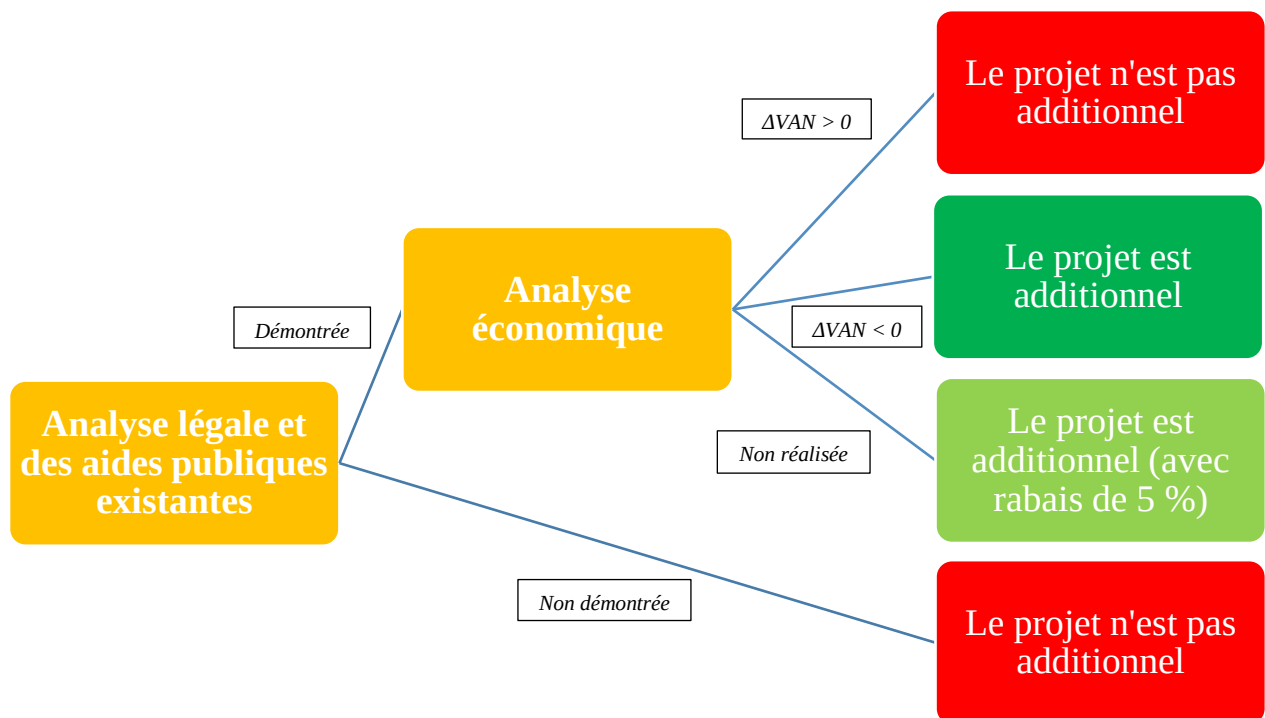 Le projet n'est pas
additionnel
ΔVAN > 0
Le projet est
additionnel
Analyse
économique
Démontrée
ΔVAN < 0
Analyse légale et
des aides publiques
existantes
Le projet est
additionnel (avec
rabais de 5 %)
Non réalisée
Non démontrée
Le projet n'est pas
additionnel